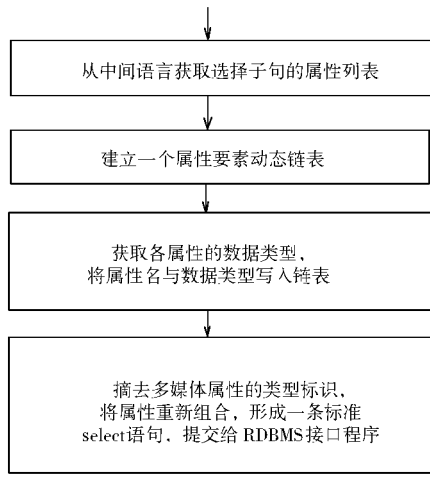 从中间语言获取选择子句的属性列表
建立一个属性要素动态链表
获取各属性的数据类型，
将属性名与数据类型写入链表
摘去多媒体属性的类型标识，
将属性重新组合，形成一条标准
select语句，提交给 RDBMS接口程序